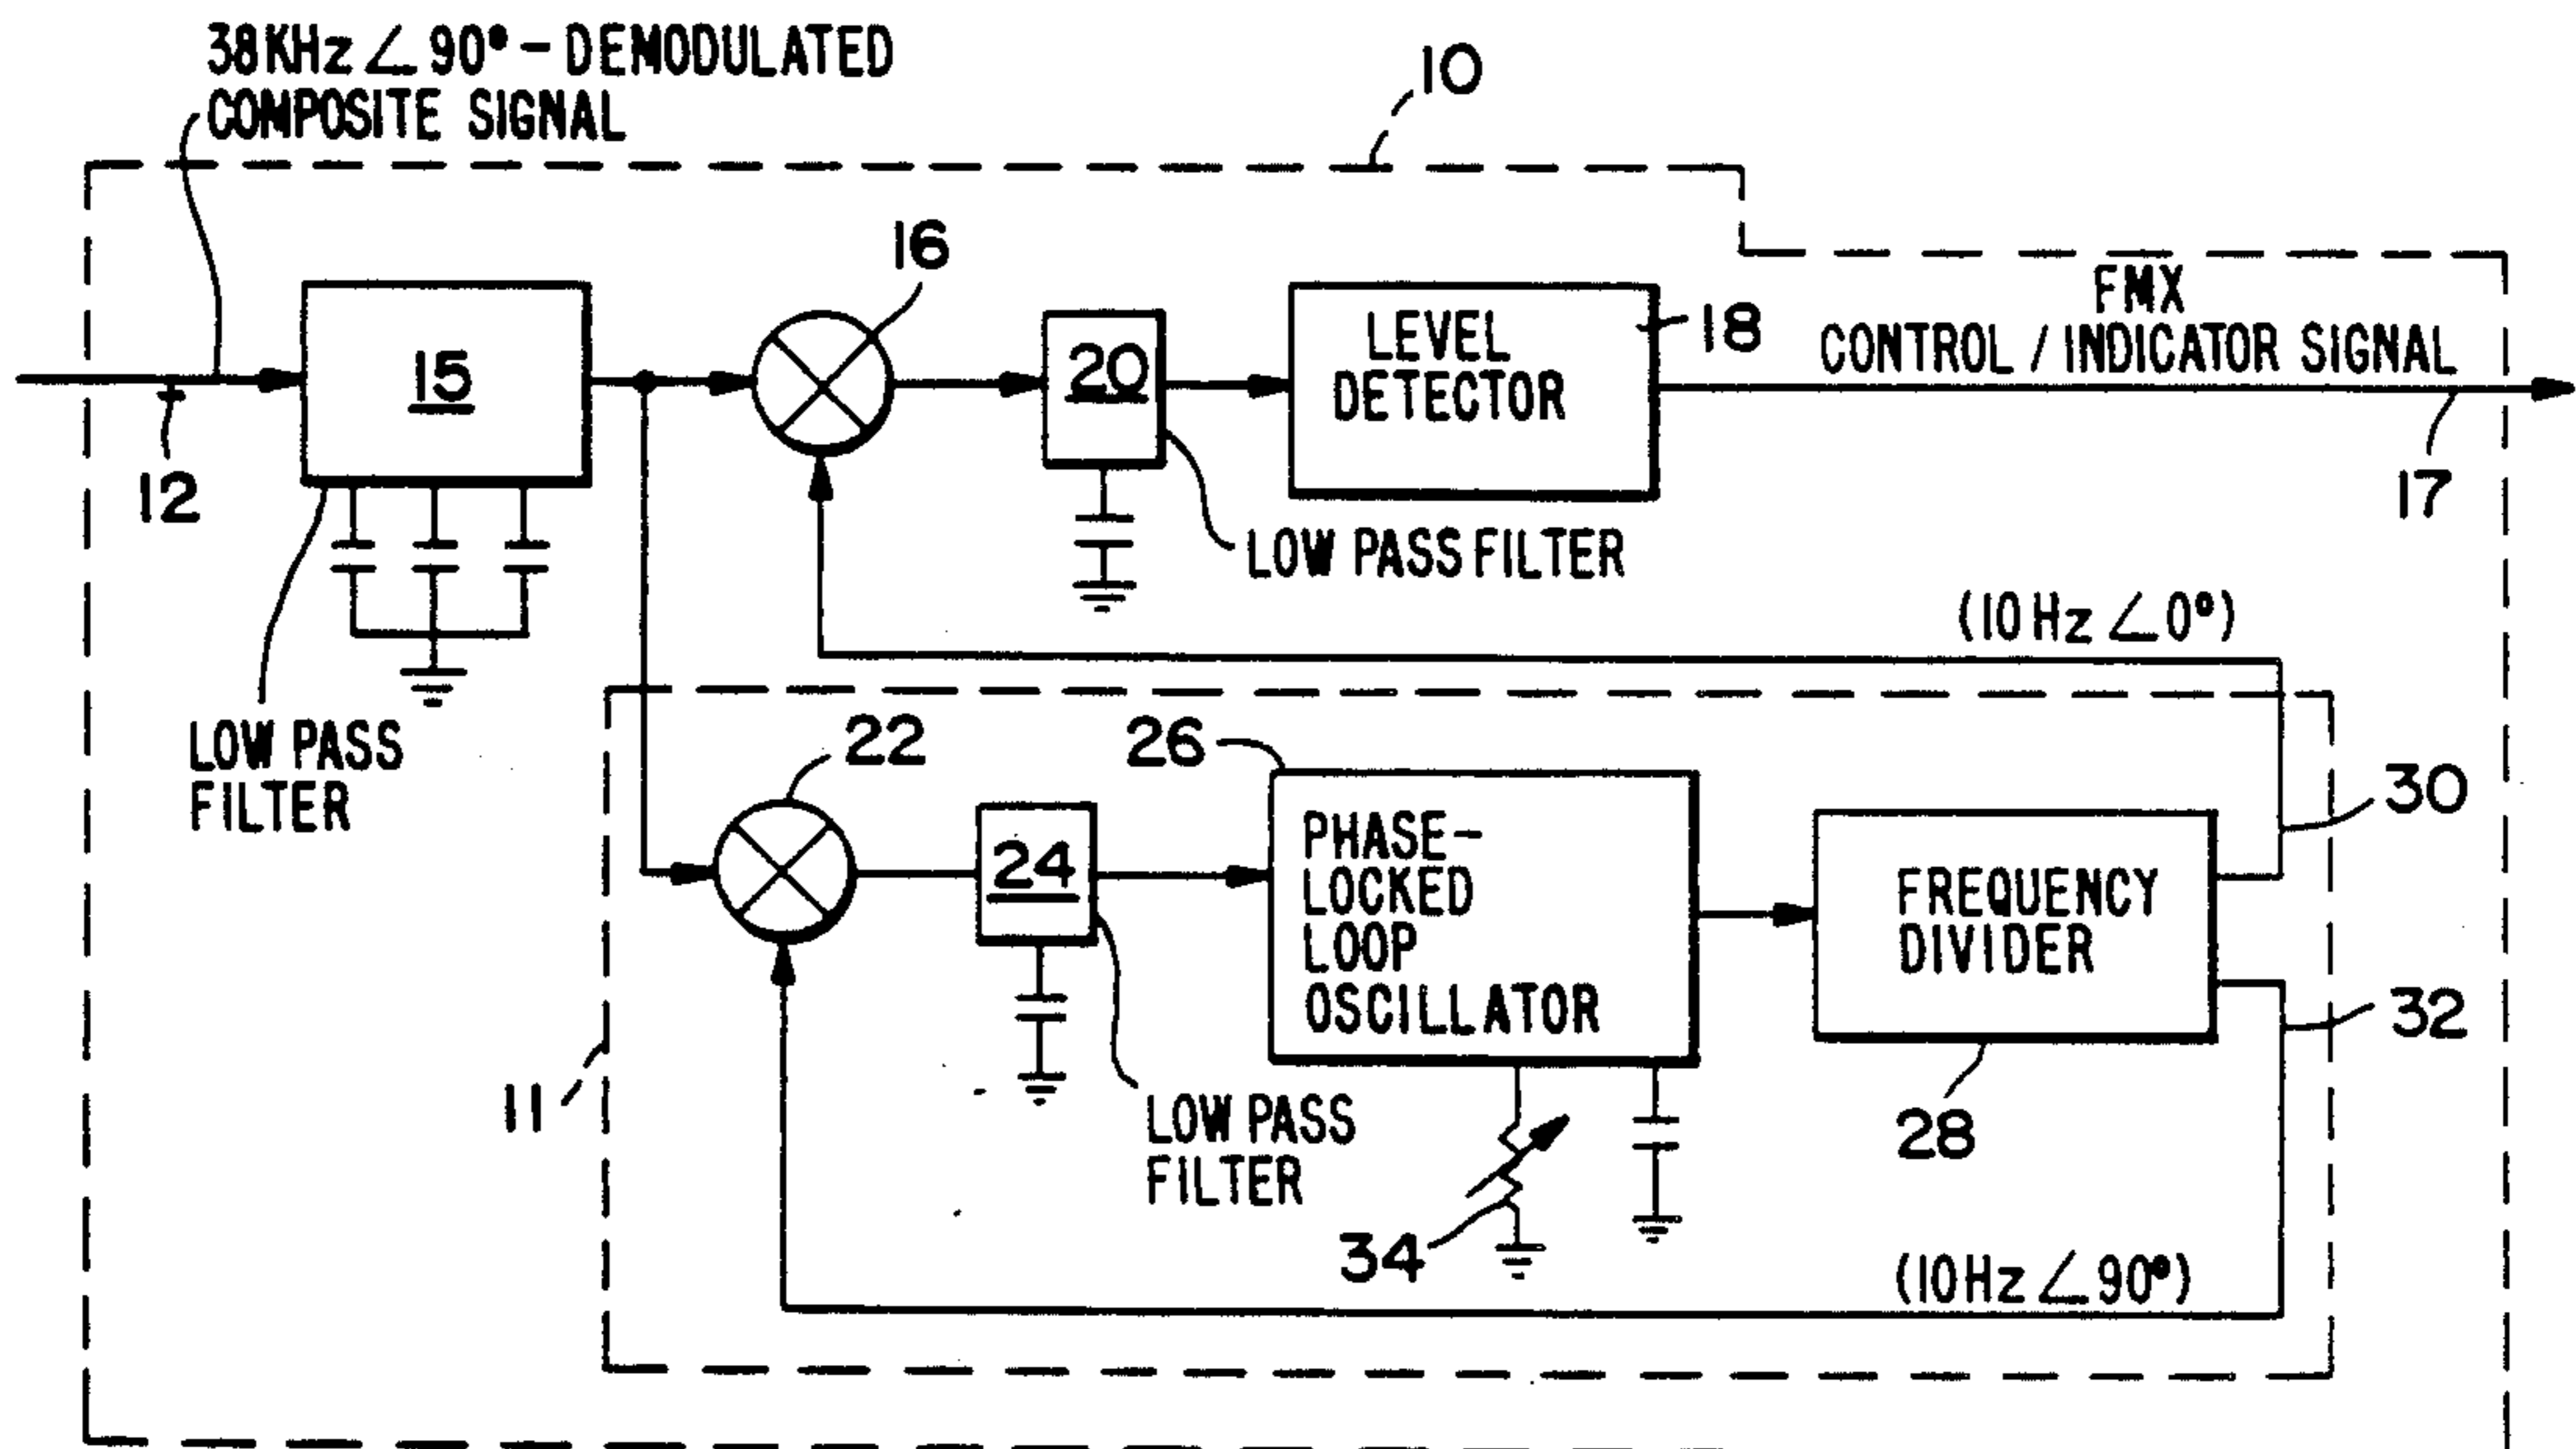 38KHz ∠ 90° - DEMODULATED
COMPOSITE SIGNAL
10
16
15
12
20
LEVEL
DETECTOR
18
FMX
CONTROL / INDICATOR SIGNAL
17
LOW PASS FILTER
(10 Hz ∠ 0°)
LOW PASS
FILTER
22
26
24
PHASE-
LOCKED
LOOP
OSCILLATOR
FREQUENCY
DIVIDER
30
32
11
LOW PASS
FILTER
28
34
(10 Hz ∠ 90°)